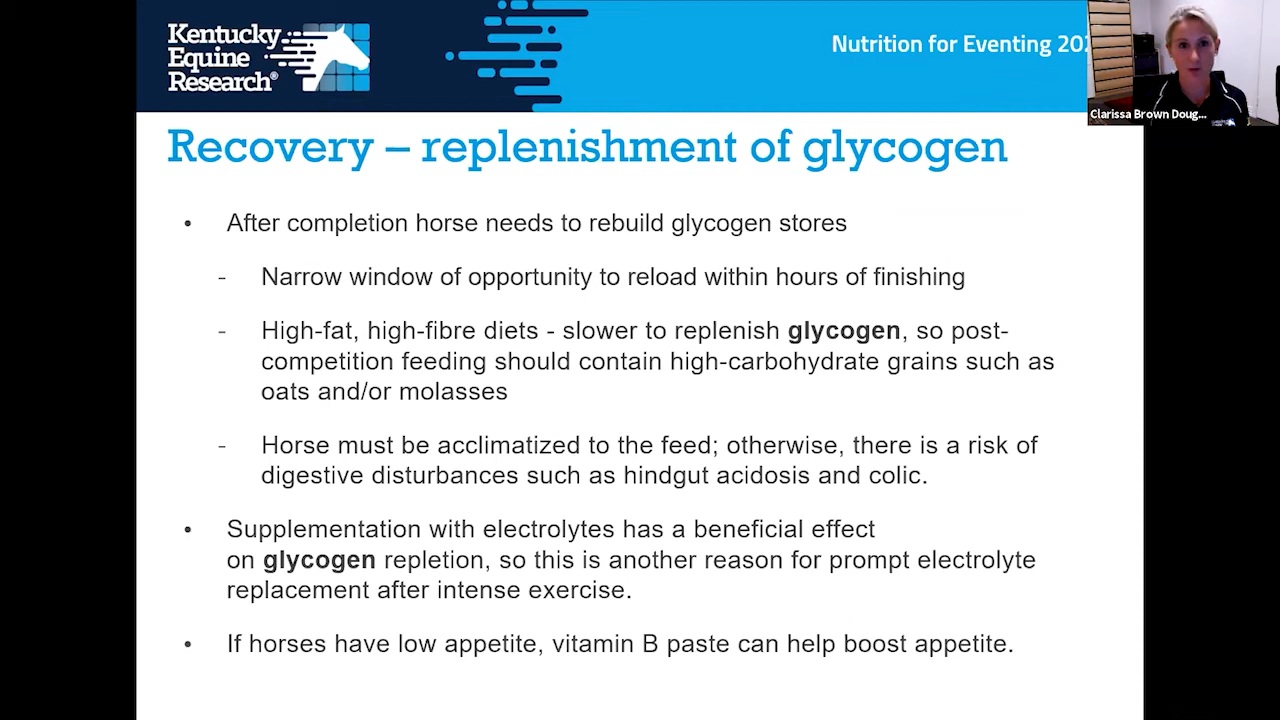 Kentucky
Equine
Research®
Nutrition for Eventing 202
Clarissa Brown Doug...
Recovery – replenishment of glycogen
• After completion horse needs to rebuild glycogen stores
- Narrow window of opportunity to reload within hours of finishing
- High-fat, high-fibre diets - slower to replenish glycogen, so post-
competition feeding should contain high-carbohydrate grains such as
oats and/or molasses
- Horse must be acclimatized to the feed; otherwise, there is a risk of
digestive disturbances such as hindgut acidosis and colic.
• Supplementation with electrolytes has a beneficial effect
on glycogen repletion, so this is another reason for prompt electrolyte
replacement after intense exercise.
• If horses have low appetite, vitamin B paste can help boost appetite.